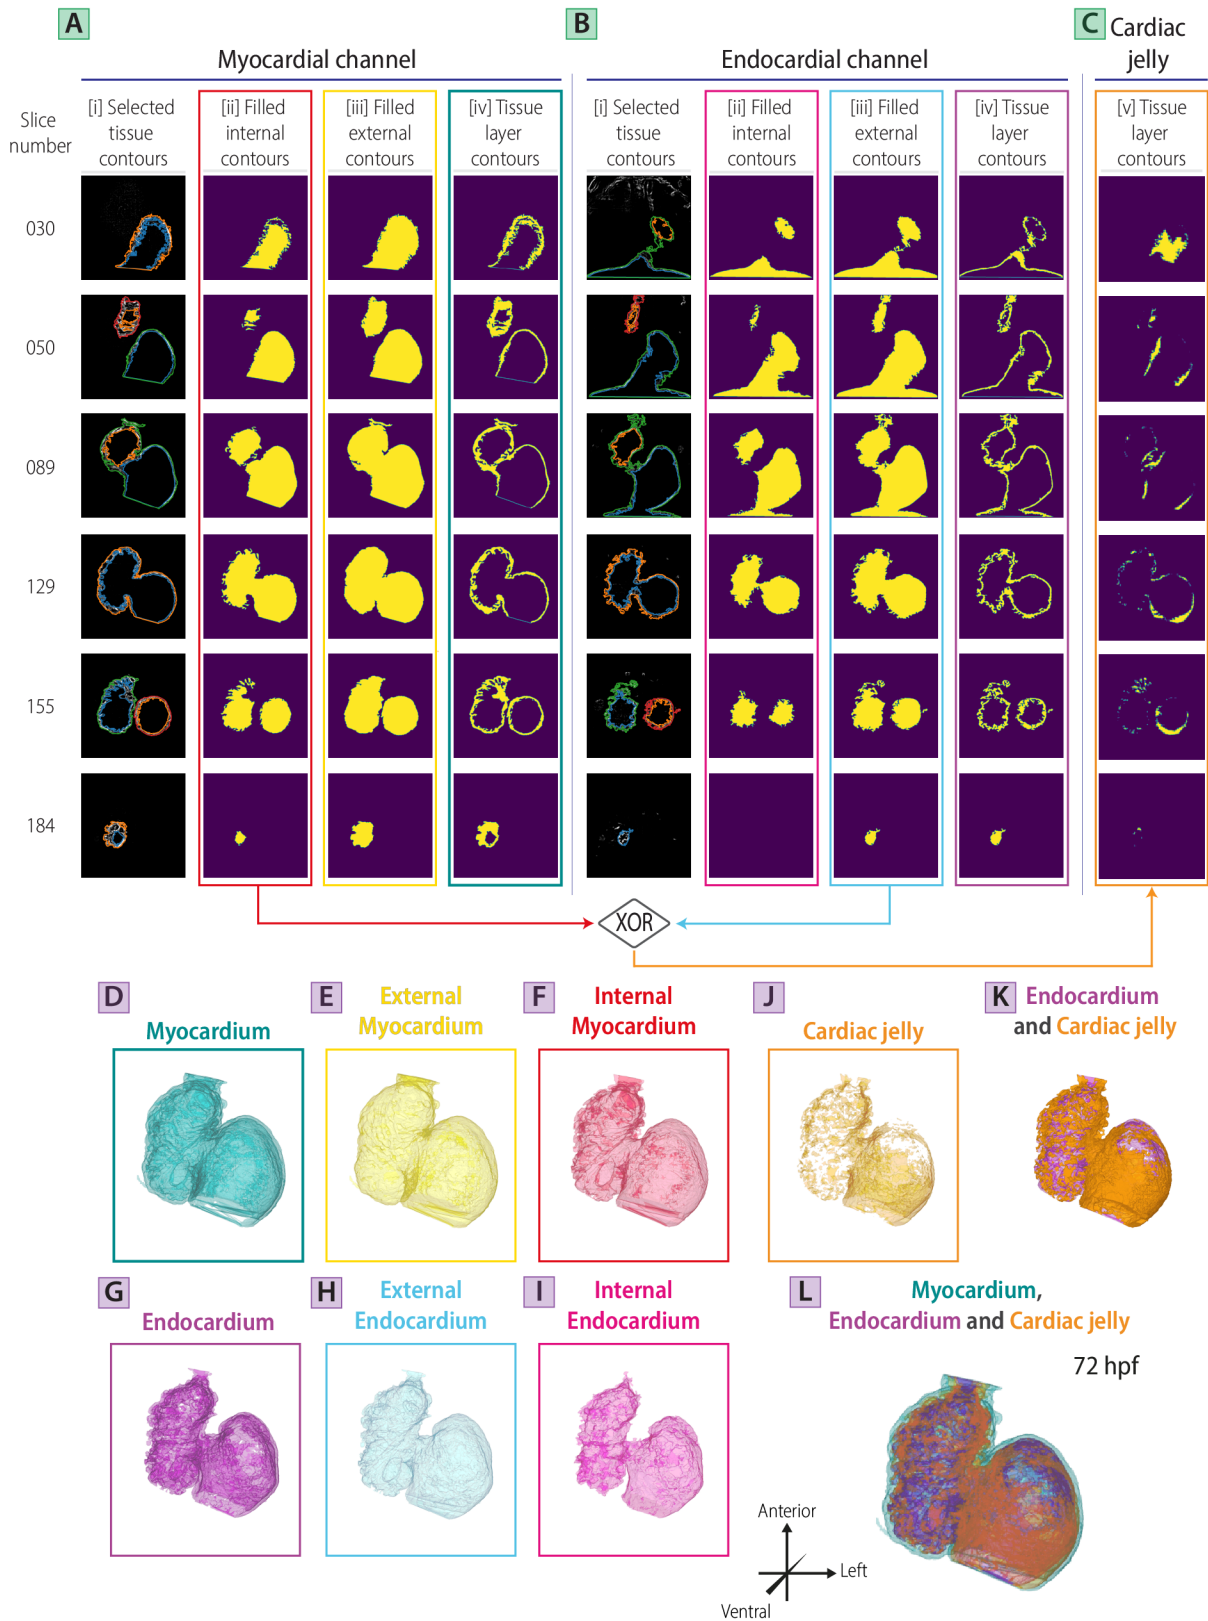 A
B
C Cardiac
jelly
Myocardial channel
Endocardial channel
Slice
number
[i] Selected
tissue
contours
[ii] Filled
internal
contours
[iii] Filled
external
contours
[iv] Tissue
layer
contours
[i] Selected
tissue
contours
[ii] Filled
internal
contours
[iii] Filled
external
contours
[iv] Tissue
layer
contours
[v] Tissue
layer
contours
030
050
089
129
155
184
XOR
D
Myocardium
E
External
Myocardium
F
Internal
Myocardium
J
Cardiac jelly
K
Endocardium
and Cardiac jelly
G
Endocardium
H
External
Endocardium
I
Internal
Endocardium
L
Myocardium,
Endocardium and Cardiac jelly
72 hpf
Anterior
Left
Ventral